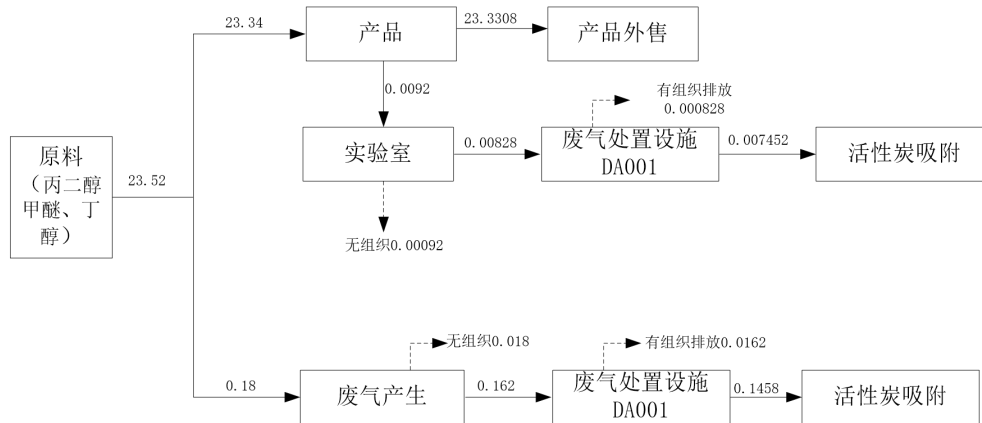 23.34
产品
23.3308
产品外售
0.0092
有组织排放
0.000828
原料
（丙二醇
甲醚、丁
醇）
23.52
实验室
0.00828
废气处置设施
DA001
0.007452
活性炭吸附
无组织0.00092
无组织0.018
有组织排放0.0162
0.18
废气产生
0.162
废气处置设施
DA001
0.1458
活性炭吸附